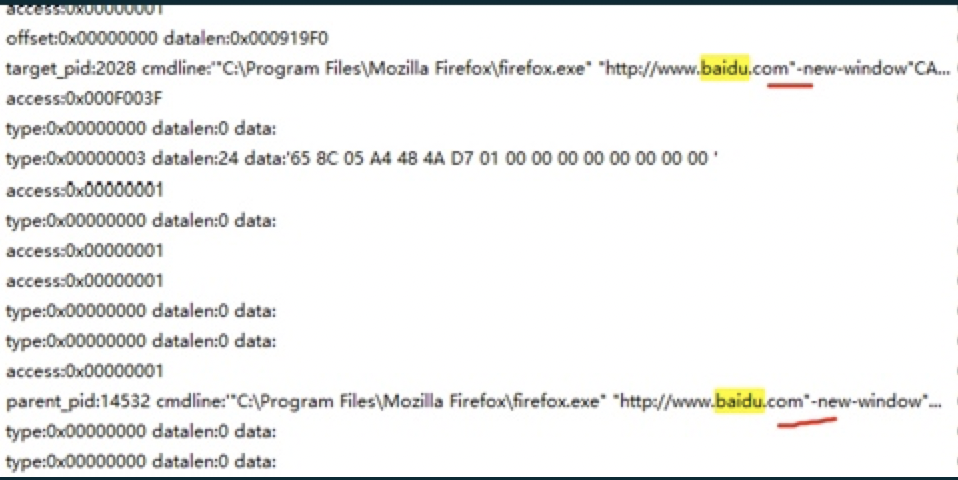 access:0x00000001
offset:0x00000000 datalen:0x000919F0
target_pid:2028 cmdline:'"C:\Program Files\Mozilla Firefox\firefox.exe" "http://www.baidu.com"-new-window"CA...
access:0x000F003F
type:0x00000000 datalen:0 data:
type:0x00000003 datalen:24 data:'65 8C 05 A4 48 4A D7 01 00 00 00 00 00 00 00 00 '
access:0x00000001
type:0x00000000 datalen:0 data:
access:0x00000001
access:0x00000001
type:0x00000000 datalen:0 data:
type:0x00000000 datalen:0 data:
access:0x00000001
parent_pid:14532 cmdline:'"C:\Program Files\Mozilla Firefox\firefox.exe" "http://www.baidu.com"-new-window"...
type:0x00000000 datalen:0 data:
type:0x00000000 datalen:0 data: